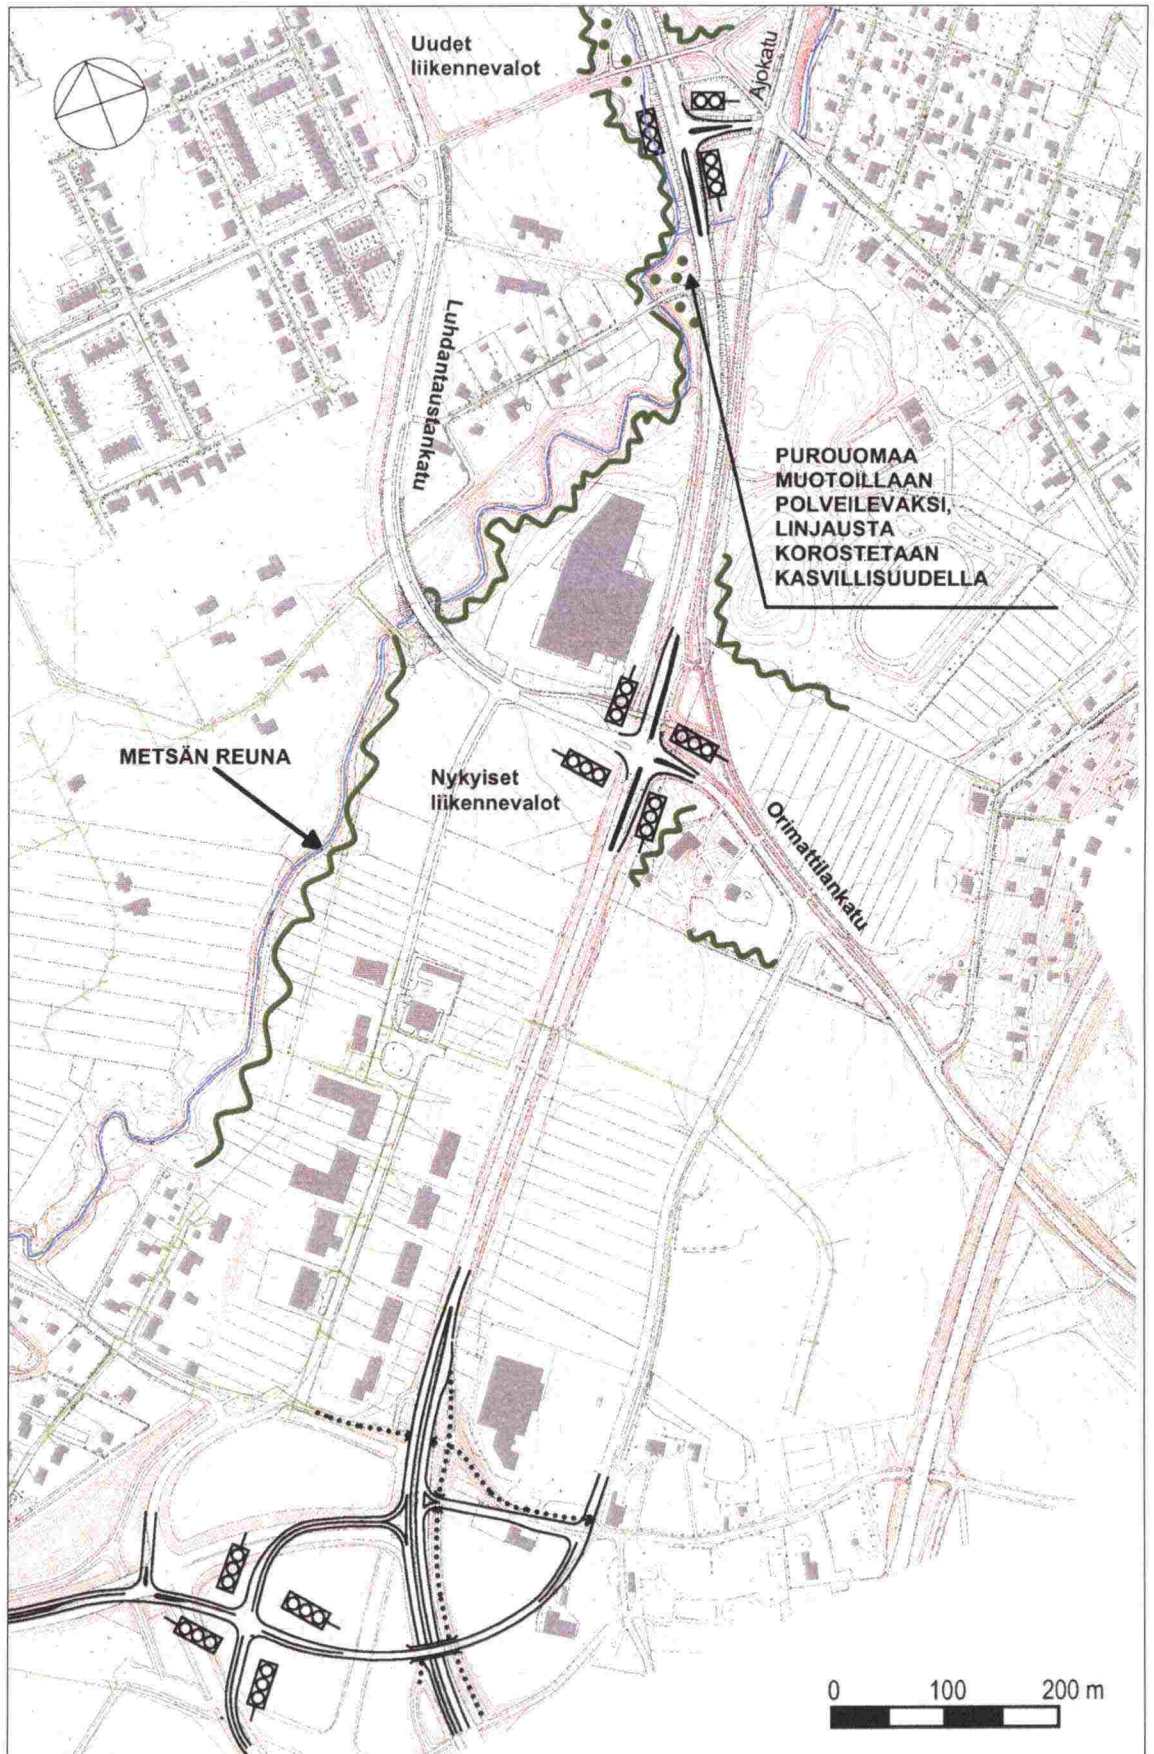 Uudet
liikennevalot
Ajokatu
Luhdantaustankatu
PUROUOMAA
MUOTOILLAAN
POLVEILEVAKSI,
LINJAUSTA
KOROSTETAAN
KASVILLISUUDELLA
METSÄN REUNA
Nykyiset
liikennevalot
Orimattilankatu
0 100 200 m